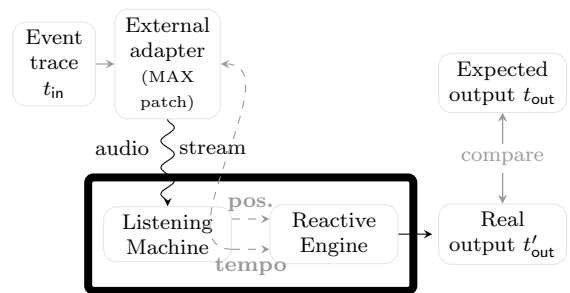 Event
trace
t_in
External
adapter
(MAX
patch)
Expected
output t_out
audio stream
compare
pos.
Listening
Machine
Reactive
Engine
Real
output t′_out
tempo